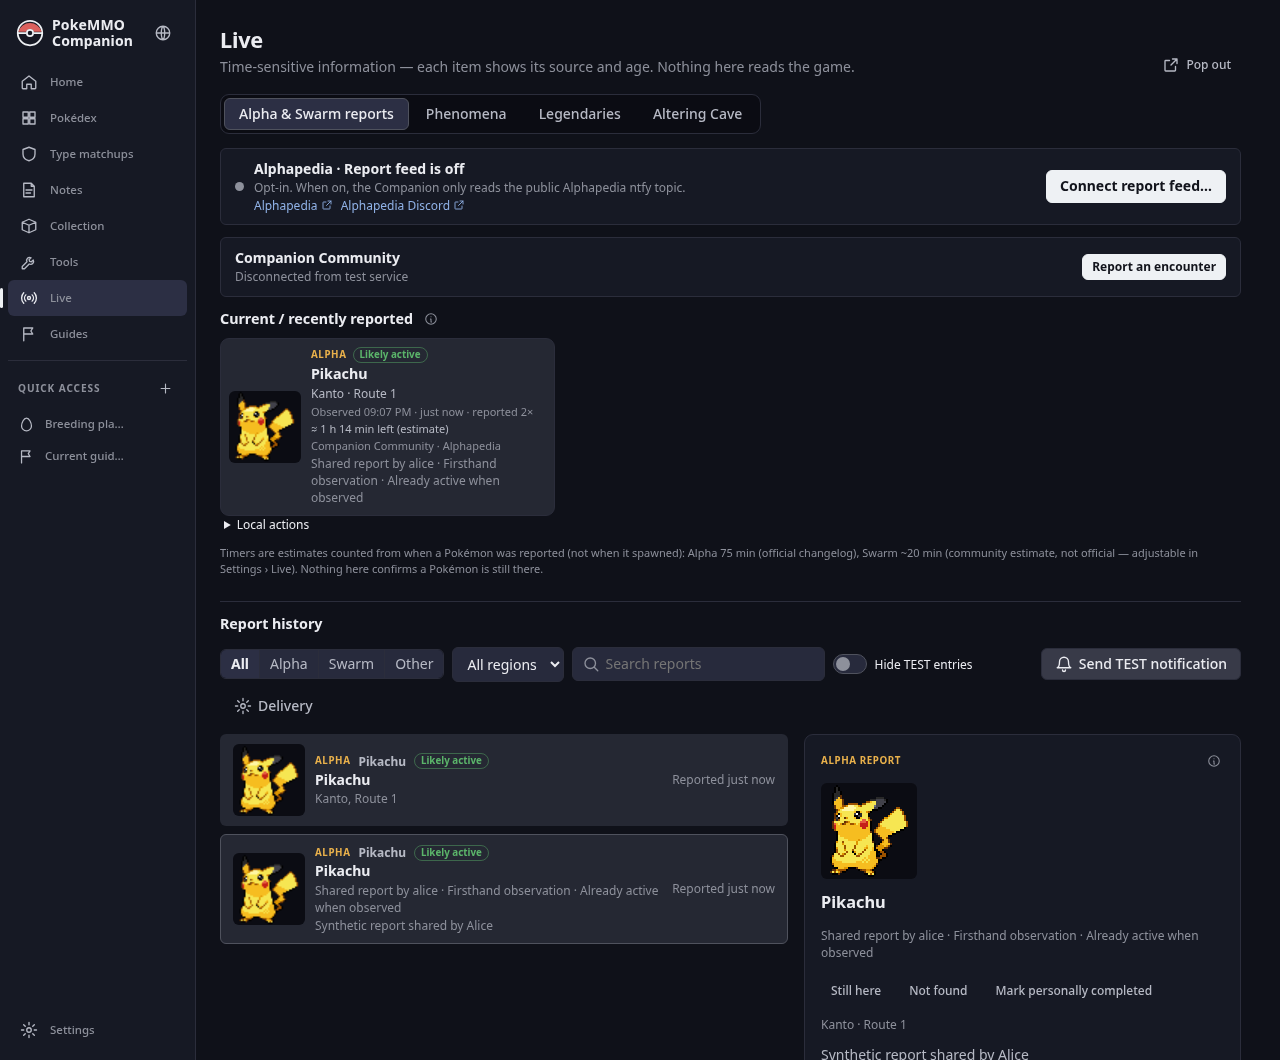 PokeMMO
Companion
Home
Pokédex
Type matchups
Notes
Collection
Tools
Live
Guides
QUICK ACCESS
Breeding pla...
Current guid...
Settings
Live
Time-sensitive information — each item shows its source and age. Nothing here reads the game.
Pop out
Alpha & Swarm reports
Phenomena
Legendaries
Altering Cave
Alphapedia · Report feed is off
Opt-in. When on, the Companion only reads the public Alphapedia ntfy topic.
Alphapedia Alphapedia Discord
Connect report feed...
Companion Community
Disconnected from test service
Report an encounter
Current / recently reported
ALPHA Likely active
Pikachu
Kanto · Route 1
Observed 09:07 PM · just now · reported 2×
≈ 1 h 14 min left (estimate)
Companion Community · Alphapedia
Shared report by alice · Firsthand
observation · Already active when
observed
Local actions
Timers are estimates counted from when a Pokémon was reported (not when it spawned): Alpha 75 min (official changelog), Swarm ~20 min (community estimate, not official — adjustable in
Settings › Live). Nothing here confirms a Pokémon is still there.
Report history
All Alpha Swarm Other
All regions
Search reports
Hide TEST entries
Send TEST notification
Delivery
ALPHA Pikachu Likely active
Pikachu
Kanto, Route 1
Reported just now
ALPHA Pikachu Likely active
Pikachu
Shared report by alice · Firsthand observation · Already active
when observed
Synthetic report shared by Alice
Reported just now
ALPHA REPORT
Pikachu
Shared report by alice · Firsthand observation · Already active when
observed
Still here Not found Mark personally completed
Kanto · Route 1
Synthetic report shared by Alice